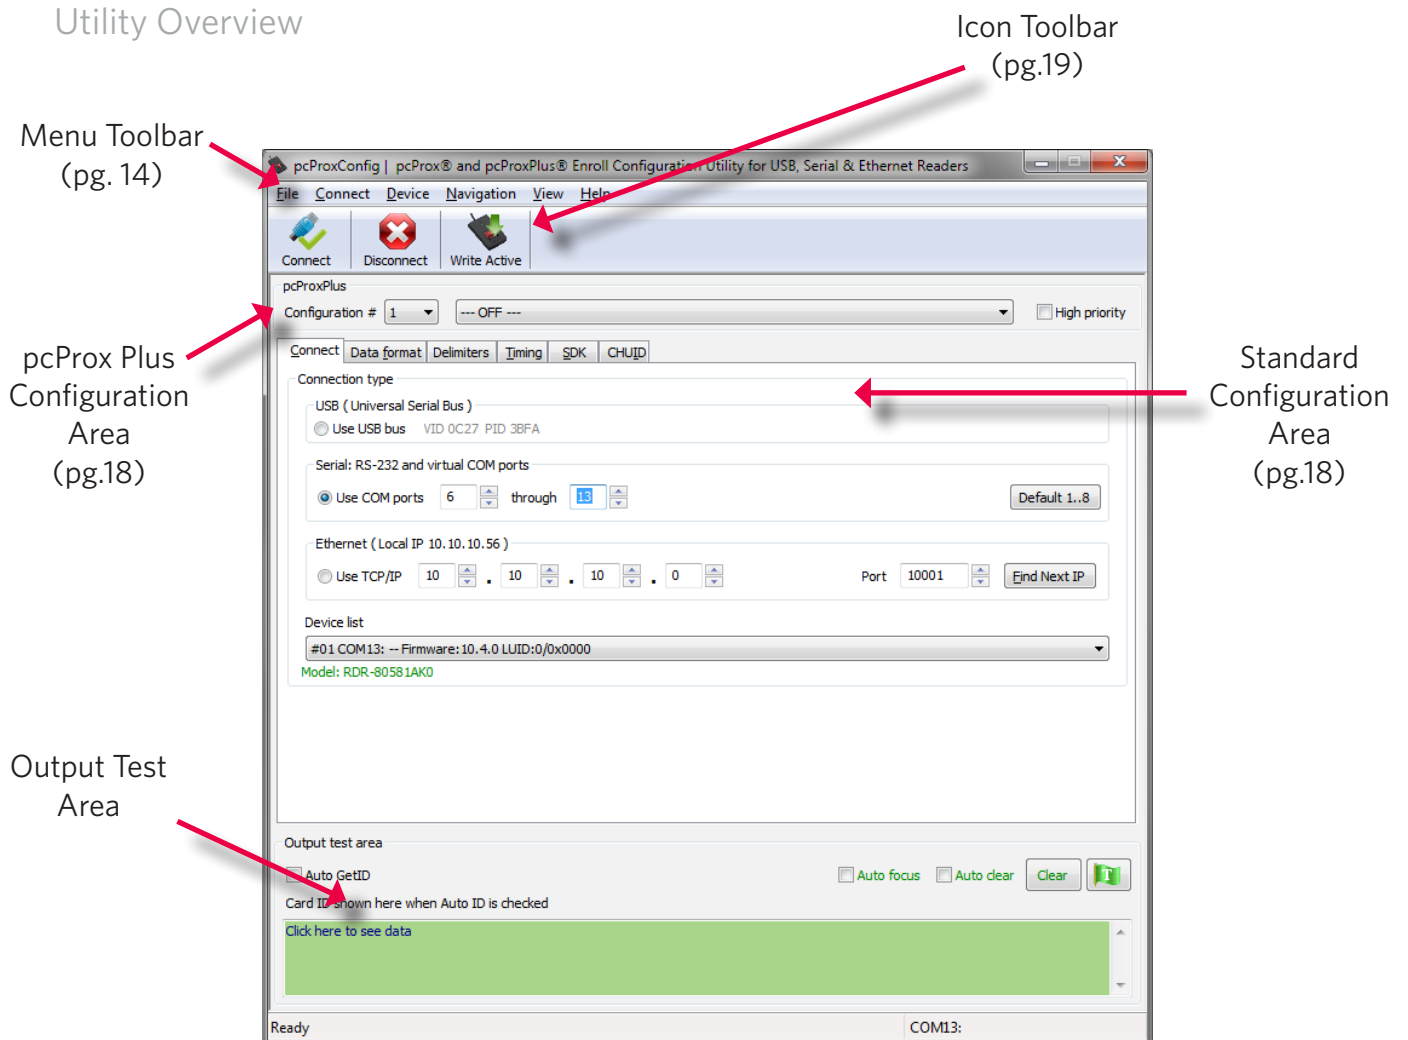 Utility Overview
Icon Toolbar
(pg.19)
Menu Toolbar
(pg. 14)
pcProxConfig | pcProx® and pcProxPlus® Enroll Configuration Utility for USB, Serial & Ethernet Readers
File Connect Device Navigation View Help
Connect Disconnect Write Active
pcProxPlus
Configuration # 1 --- OFF --- High priority
pcProx Plus
Configuration
Area
(pg.18)
Connect Data format Delimiters Timing SDK CHUID
Standard
Configuration
Area
(pg.18)
Connection type
USB ( Universal Serial Bus )
Use USB bus VID 0C27 PID 3BFA
Serial: RS-232 and virtual COM ports
Use COM ports 6 through 13 Default 1..8
Ethernet ( Local IP 10.10.10.56 )
Use TCP/IP 10 . 10 . 10 . 0 Port 10001 Find Next IP
Device list
#01 COM13: -- Firmware:10.4.0 LUID:0/0x0000
Model: RDR-80581AK0
Output Test
Area
Output test area
Auto GetID Auto focus Auto clear Clear T
Card ID shown here when Auto ID is checked
Click here to see data
Ready COM13: